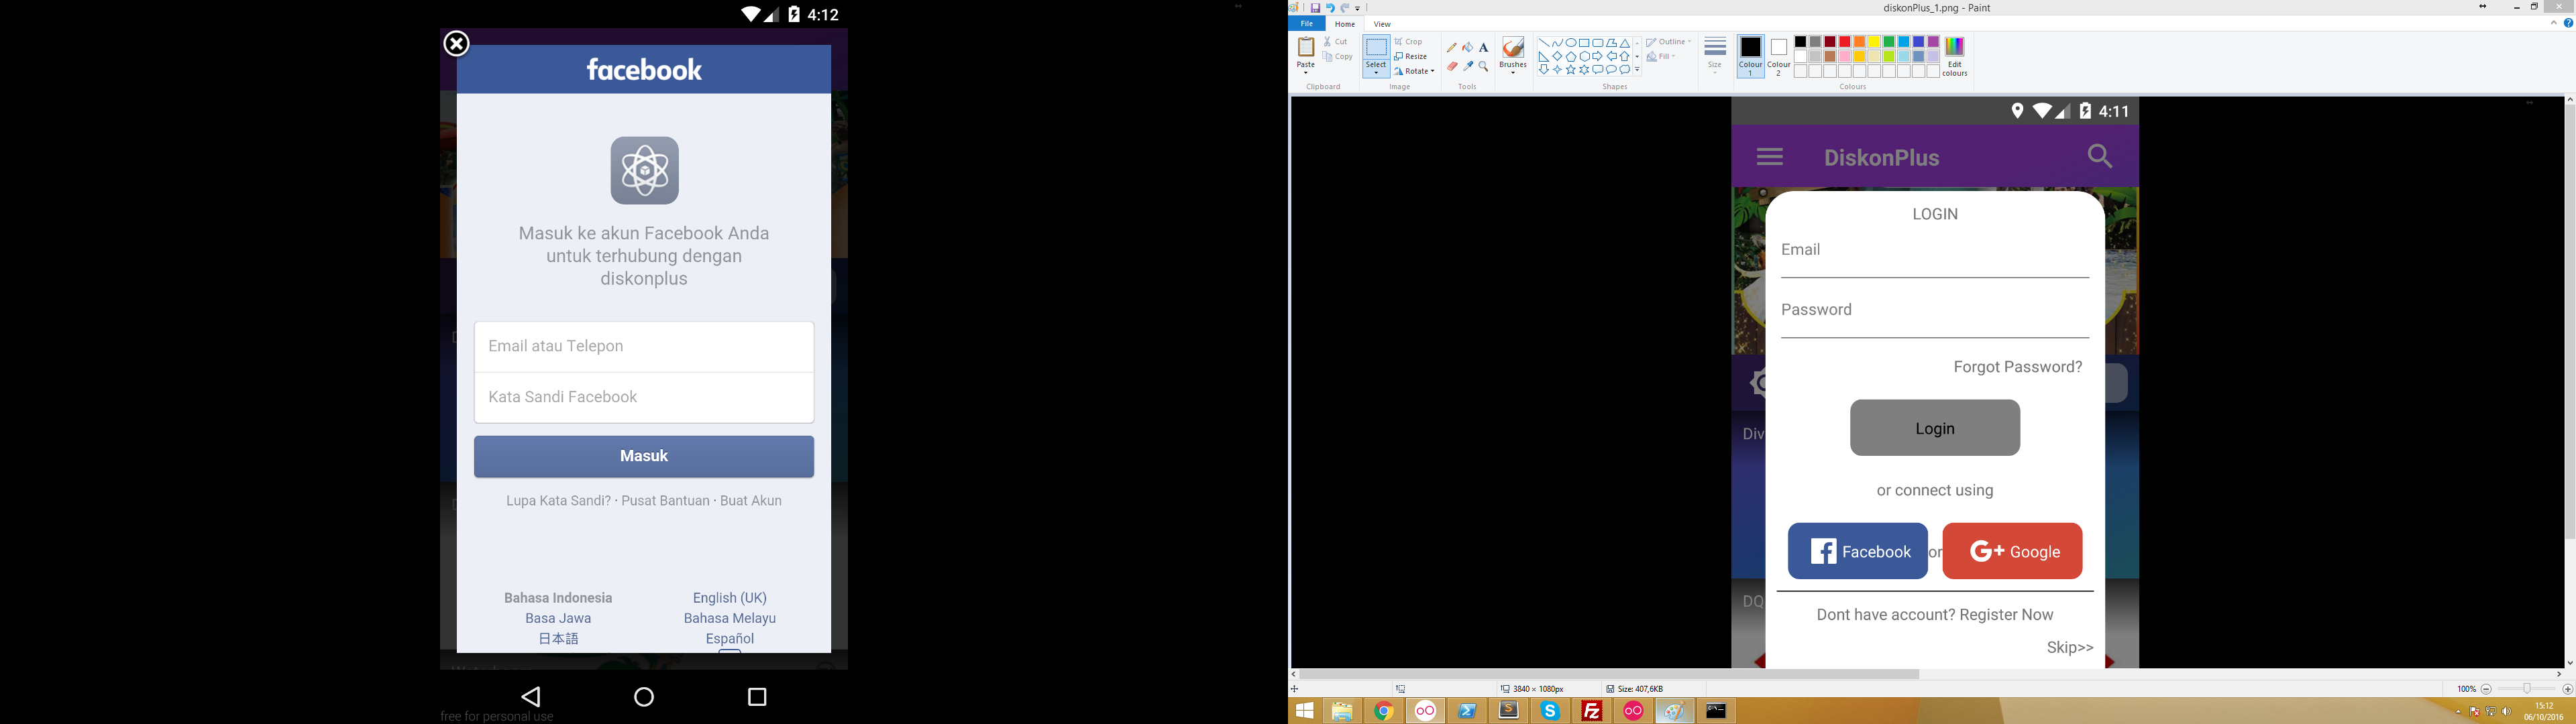 4:12
facebook
Masuk ke akun Facebook Anda
untuk terhubung dengan
diskonplus
Email atau Telepon
Kata Sandi Facebook
Masuk
Lupa Kata Sandi? · Pusat Bantuan · Buat Akun
Bahasa Indonesia
English (UK)
Basa Jawa
Bahasa Melayu
日本語
Español
free for personal use
diskonPlus_1.png - Paint
File
Home
View
Paste
Cut
Copy
Clipboard
Select
Crop
Resize
Rotate
Image
Tools
Brushes
Shapes
Outline
Fill
Size
Colour
1
Colour
2
Edit
colours
Colours
4:11
DiskonPlus
LOGIN
Email
Password
Forgot Password?
Login
Div
or connect using
Facebook
or
G+ Google
DQ
Dont have account? Register Now
Skip>>
3840 × 1080px
Size: 407,6KB
100%
15:12
06/10/2016